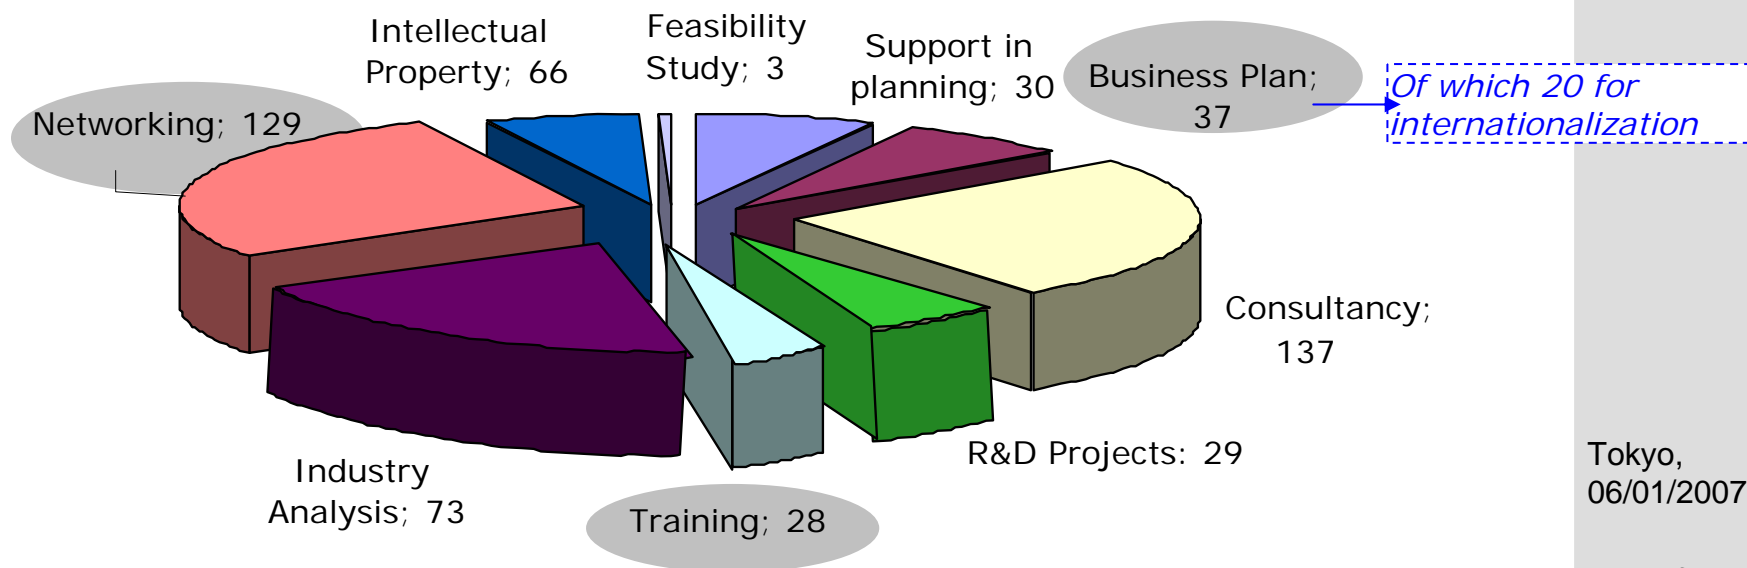 Intellectual
Property; 66
Feasibility
Study; 3
Support in
planning; 30
Business Plan;
37
Of which 20 for
internationalization
Networking; 129
Consultancy;
137
R&D Projects: 29
Industry
Analysis; 73
Training; 28
Tokyo,
06/01/2007